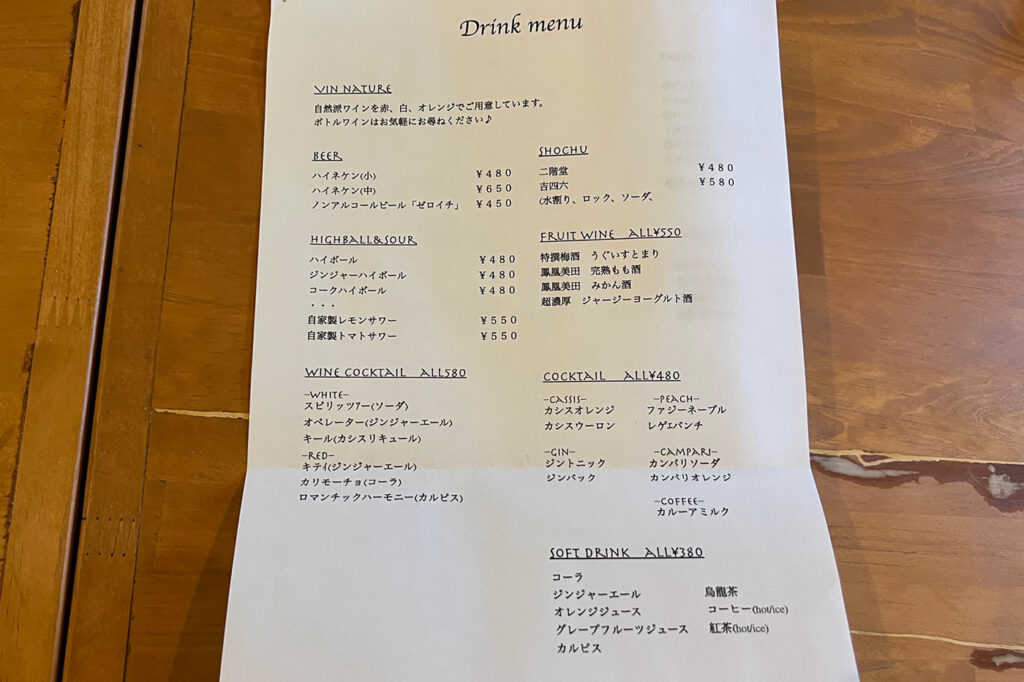 Drink menu
VIN NATURE
自然派ワインを赤、白、オレンジでご用意しています。
ボトルワインはお気軽にお尋ねください♪
BEER
ハイネケン(小) ￥４８０
ハイネケン(中) ￥６５０
ノンアルコールビール「ゼロイチ」 ￥４５０
HIGHBALL&SOUR
ハイボール ￥４８０
ジンジャーハイボール ￥４８０
コークハイボール ￥４８０
・・・
自家製レモンサワー ￥５５０
自家製トマトサワー ￥５５０
WINE COCKTAIL ALL580
–WHITE–
スピリッツアー(ソーダ)
オペレーター(ジンジャーエール)
キール(カシスリキュール)
–RED–
キティ(ジンジャーエール)
カリモーチョ(コーラ)
ロマンチックハーモニー(カルピス)
SHOCHU
二階堂 ￥４８０
吉四六 ￥５８０
(水割り、ロック、ソーダ、
FRUIT WINE ALL¥550
特撰梅酒 うぐいすとまり
鳳凰美田 完熟もも酒
鳳凰美田 みかん酒
超濃厚 ジャージーヨーグルト酒
COCKTAIL ALL¥480
–CASSIS–
カシスオレンジ
カシスウーロン
–PEACH–
ファジーネーブル
レゲエパンチ
–GIN–
ジントニック
ジンバック
–CAMPARI–
カンパリソーダ
カンパリオレンジ
–COFFEE–
カルーアミルク
SOFT DRINK ALL¥380
コーラ
ジンジャーエール
オレンジジュース
グレープフルーツジュース
カルピス
烏龍茶
コーヒー(hot/ice)
紅茶(hot/ice)